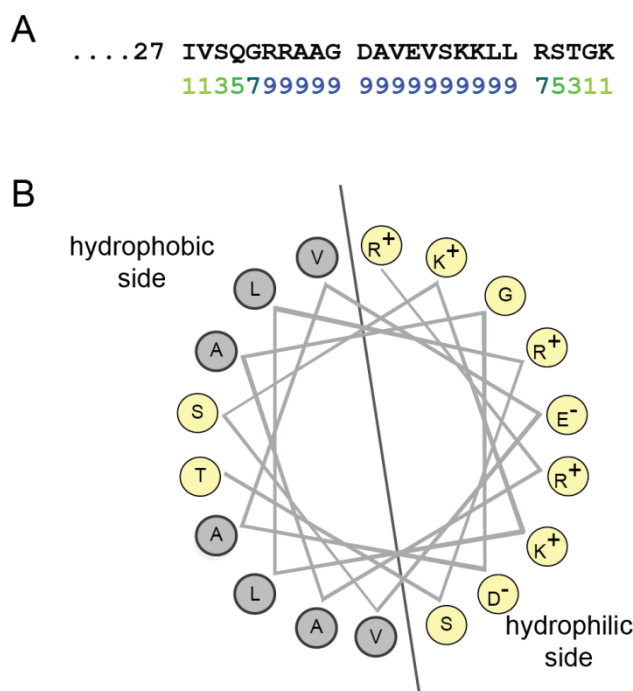 A
....27 IVSQGRRAAG DAVEVSKKLL RSTGK
1135799999 9999999999 75311
B
hydrophobic
side
V
R+
K+
L
G
A
R+
S
E-
T
R+
A
K+
L
D-
A
V
S
hydrophilic
side